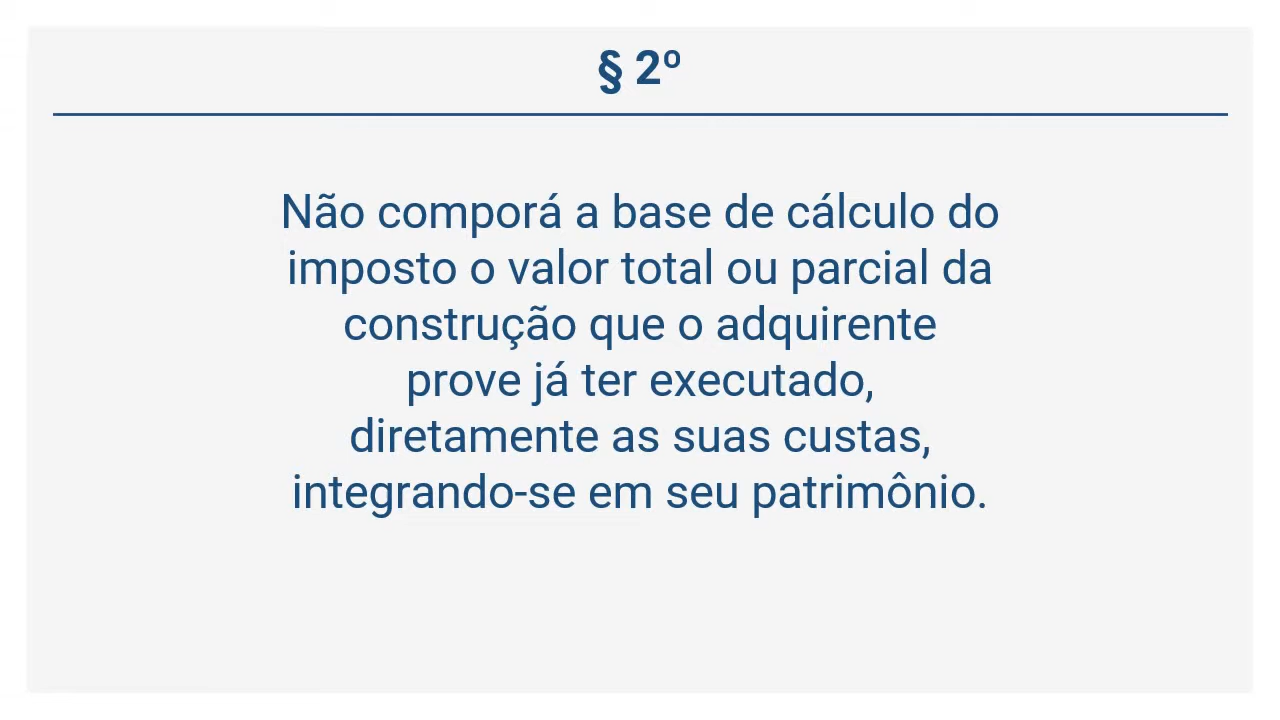 § 2º
Não comporá a base de cálculo do
imposto o valor total ou parcial da
construção que o adquirente
prove já ter executado,
diretamente as suas custas,
integrando-se em seu patrimônio.